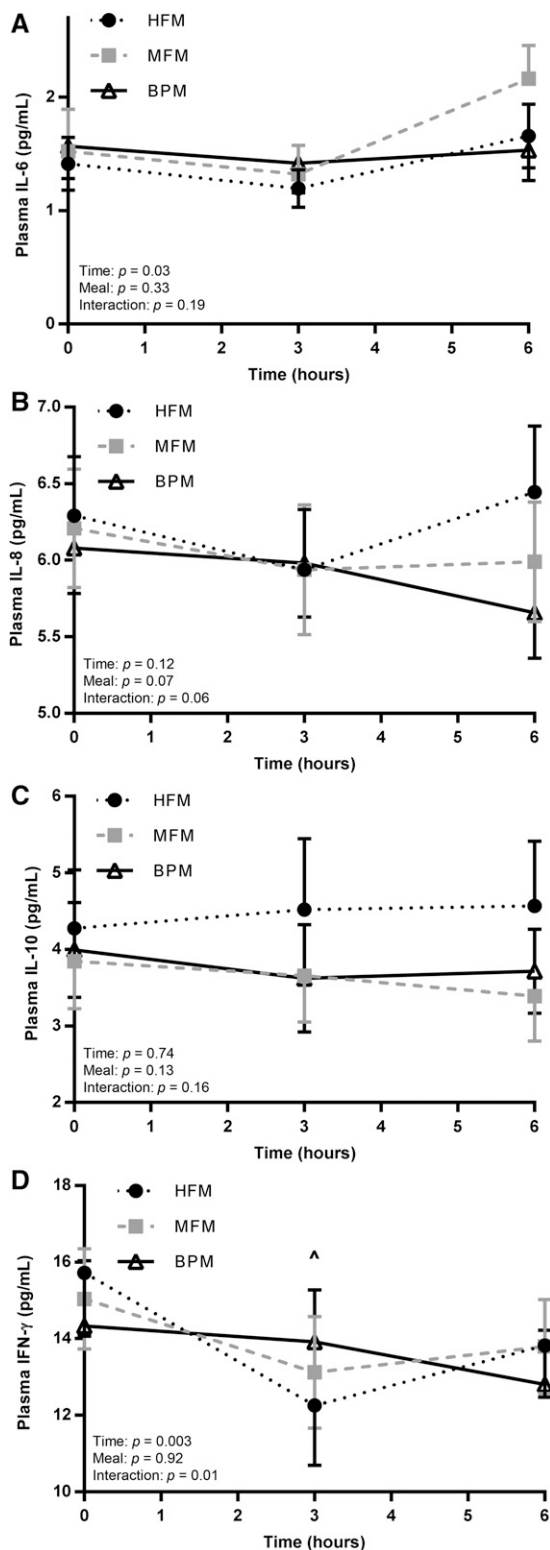 A
HFM
MFM
BPM
Plasma IL-6 (pg/mL)
2
1
0
Time: p = 0.03
Meal: p = 0.33
Interaction: p = 0.19
0 1 2 3 4 5 6
Time (hours)
B
HFM
MFM
BPM
Plasma IL-8 (pg/mL)
7.0
6.5
6.0
5.5
5.0
Time: p = 0.12
Meal: p = 0.07
Interaction: p = 0.06
0 1 2 3 4 5 6
Time (hours)
C
HFM
MFM
BPM
Plasma IL-10 (pg/mL)
6
5
4
3
2
Time: p = 0.74
Meal: p = 0.13
Interaction: p = 0.16
0 1 2 3 4 5 6
Time (hours)
D
HFM
MFM
BPM
Plasma IFN-γ (pg/mL)
18
16
14
12
10
^
Time: p = 0.003
Meal: p = 0.92
Interaction: p = 0.01
0 1 2 3 4 5 6
Time (hours)